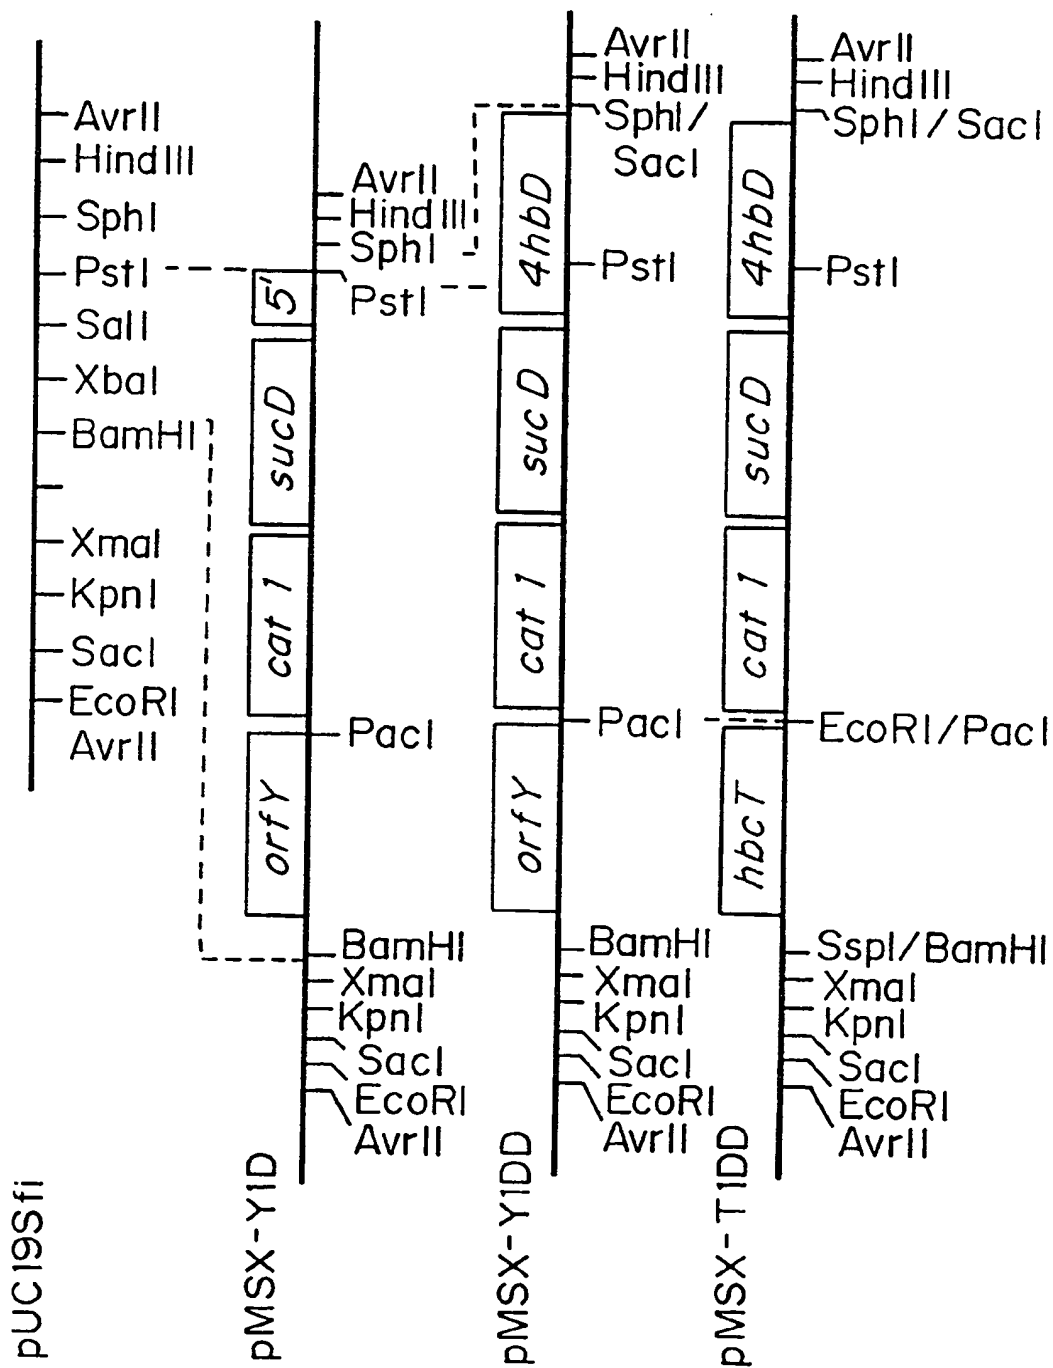 pUC19Sfi
AvrII
HindIII
SphI
PstI
SalI
XbaI
BamHI
XmaI
KpnI
SacI
EcoRI
AvrII
pMSX-Y1D
AvrII
HindIII
SphI
PstI
5'
sucD
cat 1
PacI
orfY
BamHI
XmaI
KpnI
SacI
EcoRI
AvrII
pMSX-Y1DD
AvrII
HindIII
SphI/
SacI
4hbD
PstI
sucD
cat 1
PacI
orfY
BamHI
XmaI
KpnI
SacI
EcoRI
AvrII
pMSX-T1DD
AvrII
HindIII
SphI/SacI
4hbD
PstI
sucD
cat 1
EcoRI/PacI
hbcT
SspI/BamHI
XmaI
KpnI
SacI
EcoRI
AvrII